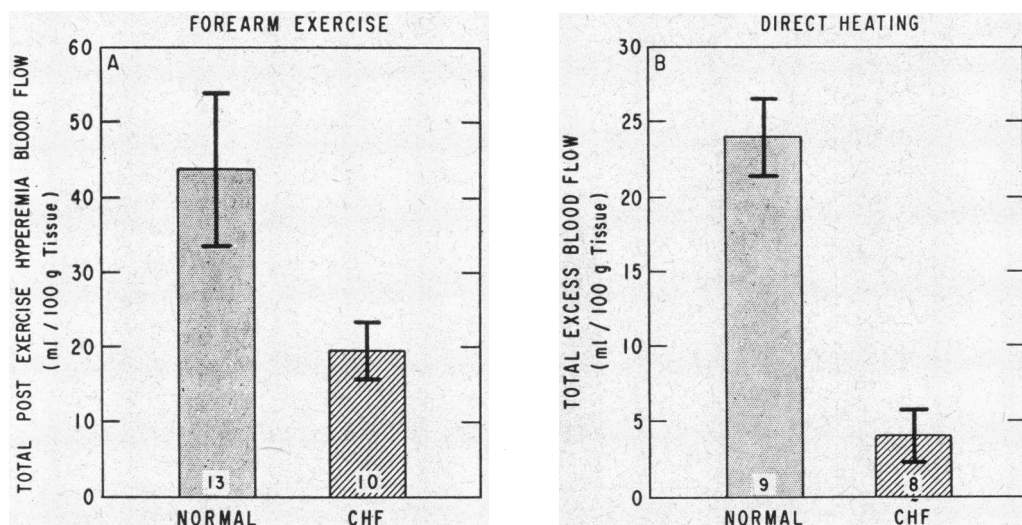 FOREARM EXERCISE
A
TOTAL POST EXERCISE HYPEREMIA BLOOD FLOW
(ml / 100 g Tissue)
60
50
40
30
20
10
0
13
10
NORMAL
CHF
DIRECT HEATING
B
TOTAL EXCESS BLOOD FLOW
(ml / 100 g Tissue)
30
25
20
15
10
5
0
9
8
NORMAL
CHF